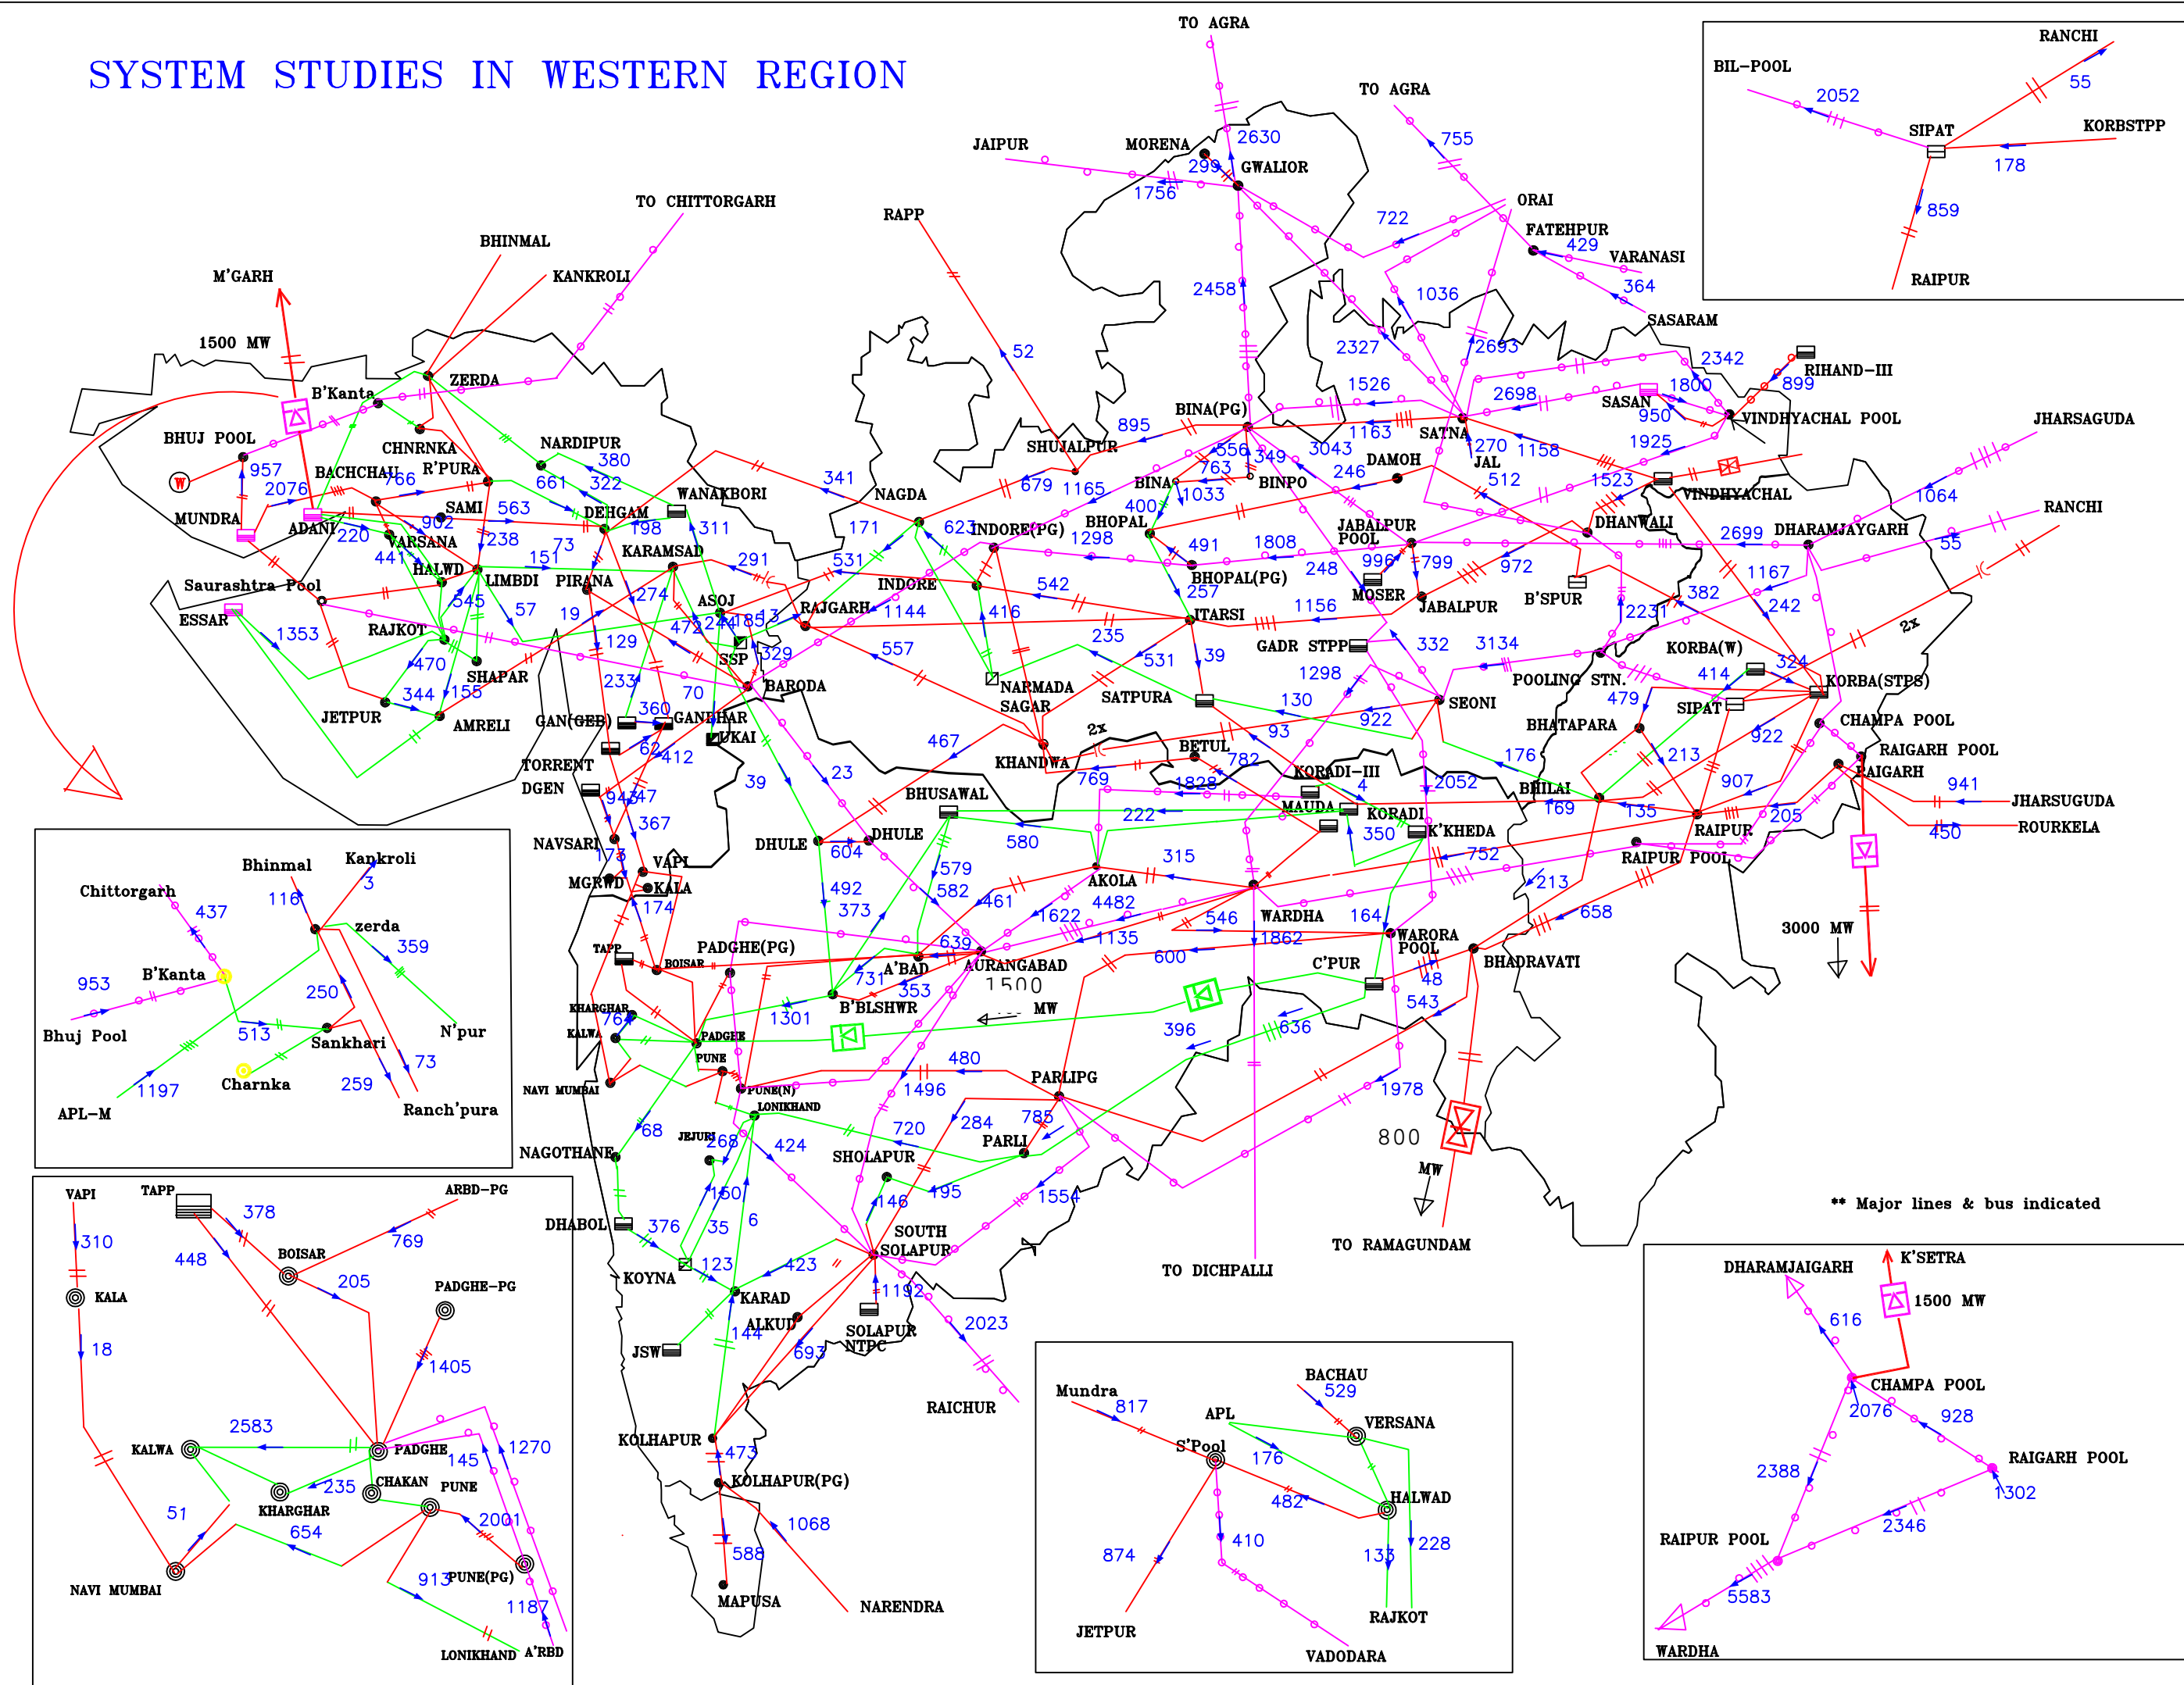 SYSTEM STUDIES IN WESTERN REGION
TO AGRA
TO AGRA
755
2630
MORENA
299
GWALIOR
JAIPUR
1756
ORAI
722
FATEHPUR
429
VARANASI
364
SASARAM
TO CHITTORGARH
RAPP
BHINMAL
KANKROLI
M'GARH
1500 MW
2458
1036
52
2327
2693
2342
RIHAND-III
899
B'Kanta
ZERDA
1526
2698
SASAN
1800
950
VINDHYACHAL POOL
JHARSAGUDA
BHUJ POOL
CHNRNKA
NARDIPUR
380
895
BINA(PG)
1163
SATNA
1925
SHUJALPUR
556
349
3043
270
1158
W
957
BACHCHAU
R'PURA
766
661
322
WANAKBORI
341
679
1165
763
BINA
1033
BINPO
246
DAMOH
JAL
512
1523
VINDHYACHAL
1064
RANCHI
2076
MUNDRA
ADANI
SAMI
563
DEHGAM
198
311
NAGDA
400
BHOPAL
JABALPUR
POOL
DHANWALI
DHARAMJAYGARH
2699
55
220
902
VARSANA
238
73
171
623
INDORE(PG)
1298
491
1808
441
151
KARAMSAD
291
531
BHOPAL(PG)
248
996
799
972
1167
HALWD
LIMBDI
PIRANA
INDORE
542
257
MOSER
JABALPUR
B'SPUR
382
242
Saurashtra Pool
ESSAR
545
57
19
274
ASOJ
13
RAJGARH
1144
416
ITARSI
1156
2231
1353
RAJKOT
129
472
244
185
SSP
329
557
235
GADR STPP
332
3134
KORBA(W)
2x
470
SHAPAR
531
39
1298
POOLING STN.
414
324
344
155
233
70
BARODA
NARMADA
SAGAR
SATPURA
130
922
SEONI
479
SIPAT
KORBA(STPS)
JETPUR
AMRELI
GAN(GEB)
360
GANDHAR
BHATAPARA
CHAMPA POOL
62
412
UKAI
2x
93
922
TORRENT
467
KHANDWA
BETUL
782
176
213
RAIGARH POOL
RAIGARH
DGEN
943
47
39
23
769
1828
KORADI-III
4
2052
BHILAI
907
941
JHARSUGUDA
367
BHUSAWAL
222
MAUDA
KORADI
169
135
205
NAVSARI
DHULE
604
DHULE
580
350
K'KHEDA
RAIPUR
450
ROURKELA
173
VAPI
579
315
752
RAIPUR POOL
MGRWD
KALA
582
AKOLA
213
174
492
373
461
1622
4482
546
WARDHA
164
658
639
1135
1862
WARORA
POOL
3000 MW
TAPP
BOISAR
PADGHE(PG)
731
A'BAD
AURANGABAD
600
C'PUR
BHADRAVATI
353
1500
MW
48
KHARGHAR
764
B'BLSHWR
1301
396
636
543
KALWA
PADGHE
PUNE
480
NAVI MUMBAI
PUNE(N)
LONIKHAND
1496
PARLIPG
1978
68
JEJURI
268
424
720
284
785
PARLI
800
MW
NAGOTHANE
SHOLAPUR
150
146
195
1554
DHABOL
376
35
6
SOUTH
SOLAPUR
TO RAMAGUNDAM
** Major lines & bus indicated
KOYNA
123
423
TO DICHPALLI
KARAD
1192
ALKUD
SOLAPUR
NTPC
2023
JSW
144
693
RAICHUR
KOLHAPUR
473
KOLHAPUR(PG)
1068
588
MAPUSA
NARENDRA
RANCHI
BIL-POOL
2052
55
SIPAT
KORBSTPP
178
859
RAIPUR
Bhinmal
Kankroli
Chittorgarh
3
116
437
zerda
359
B'Kanta
953
250
Bhuj Pool
513
Sankhari
N'pur
1197
Charnka
73
259
APL-M
Ranch'pura
VAPI
TAPP
ARBD-PG
378
310
769
448
BOISAR
205
PADGHE-PG
KALA
18
1405
2583
KALWA
PADGHE
145
1270
CHAKAN
235
PUNE
KHARGHAR
51
654
2001
913
PUNE(PG)
NAVI MUMBAI
1187
LONIKHAND
A'RBD
BACHAU
Mundra
529
817
APL
VERSANA
S'Pool
176
482
HALWAD
410
133
228
874
JETPUR
RAJKOT
VADODARA
K'SETRA
DHARAMJAIGARH
1500 MW
616
CHAMPA POOL
2076
928
2388
RAIGARH POOL
1302
2346
RAIPUR POOL
5583
WARDHA